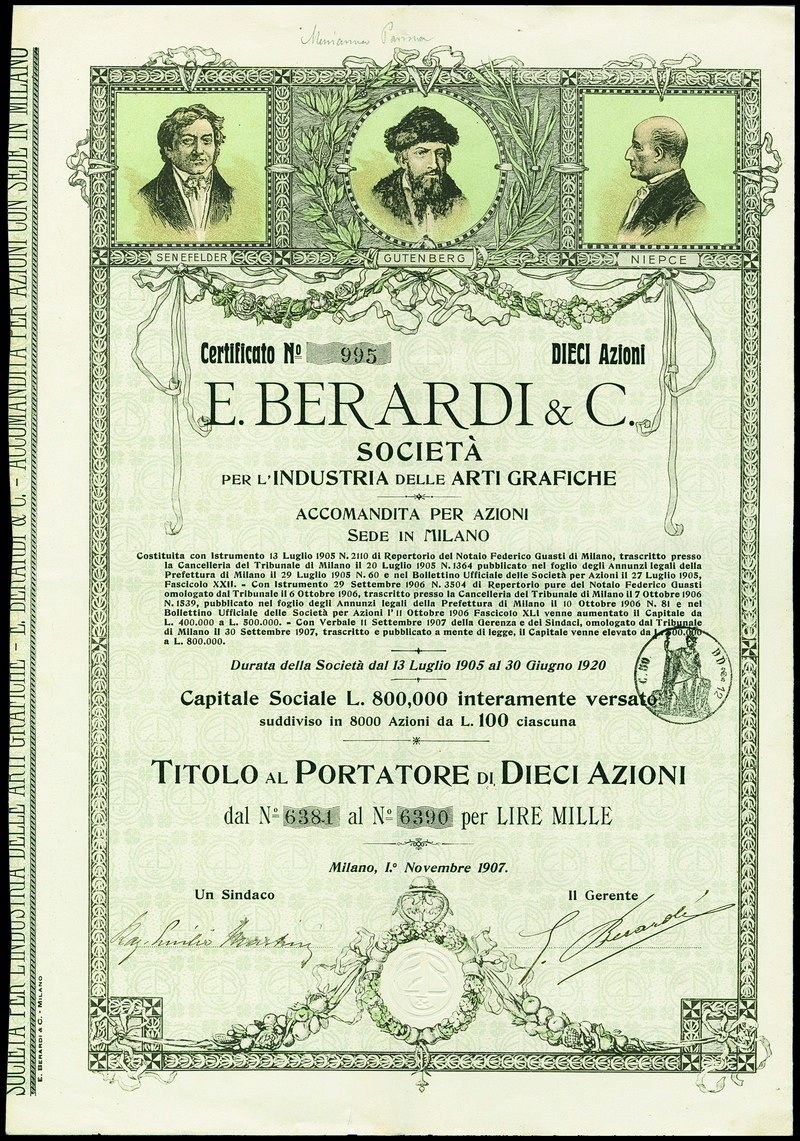 SENEFELDER
GUTENBERG
NIEPCE
Certificato Nº 995
DIECI Azioni
E. BERARDI & C.
SOCIETÀ
PER L'INDUSTRIA DELLE ARTI GRAFICHE
ACCOMANDITA PER AZIONI
SEDE IN MILANO
Costituita con Istrumento 13 Luglio 1905 N. 2110 di Repertorio del Notaio Federico Guasti di Milano, trascritto presso
la Cancelleria del Tribunale di Milano il 20 Luglio 1905 N. 1364 pubblicato nel foglio degli Annunzi legali della
Prefettura di Milano il 29 Luglio 1905 N. 60 e nel Bollettino Ufficiale delle Società per Azioni il 27 Luglio 1905,
Fascicolo XXII. - Con Istrumento 29 Settembre 1906 N. 3504 di Repertorio pure del Notaio Federico Guasti
omologato dal Tribunale il 6 Ottobre 1906, trascritto presso la Cancelleria del Tribunale di Milano il 7 Ottobre 1906
N. 1539, pubblicato nel foglio degli Annunzi legali della Prefettura di Milano il 10 Ottobre 1906 N. 81 e nel
Bollettino Ufficiale delle Società per Azioni l' 11 Ottobre 1906 Fascicolo XLI venne aumentato il Capitale da
L. 400.000 a L. 500.000. - Con Verbale 11 Settembre 1907 della Gerenza e dei Sindaci, omologato dal Tribunale
di Milano il 30 Settembre 1907, trascritto e pubblicato a mente di legge, il Capitale venne elevato da L. 500.000
a L. 800.000.
Durata della Società dal 13 Luglio 1905 al 30 Giugno 1920
C. 50
Capitale Sociale L. 800,000 interamente versato
suddiviso in 8000 Azioni da L. 100 ciascuna
TITOLO AL PORTATORE DI DIECI AZIONI
dal Nº 6381 al Nº 6390 per LIRE MILLE
Milano, 1.º Novembre 1907.
Un Sindaco
Il Gerente
Rag. Emilio
G. Berardi
SOCIETÀ PER L'INDUSTRIA DELLE ARTI GRAFICHE - E. BERARDI & C. - ACCOMANDITA PER AZIONI CON SEDE IN MILANO
E. BERARDI & C. - MILANO